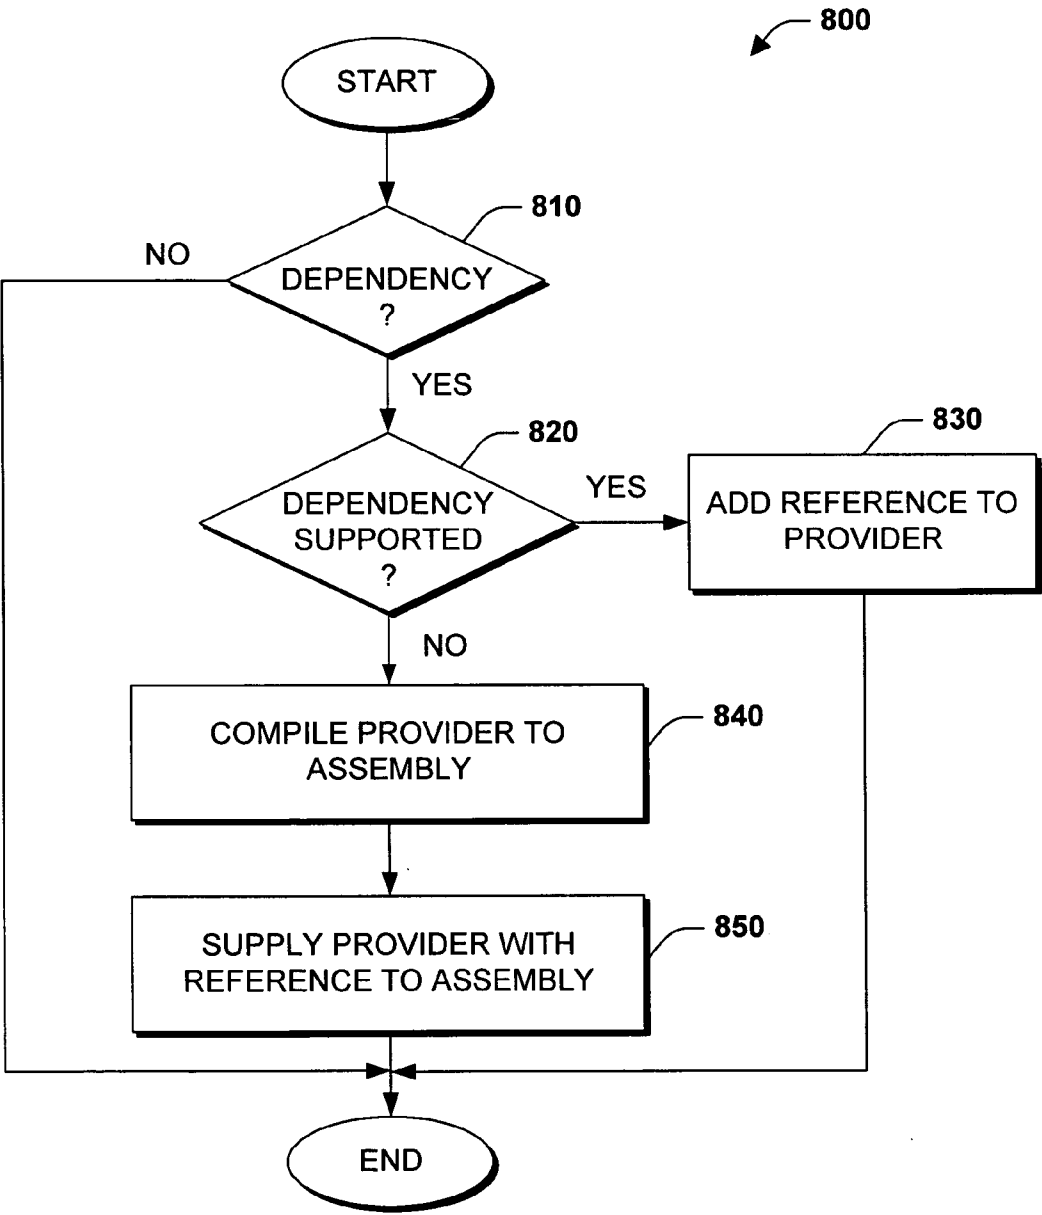 800
START
810
NO
DEPENDENCY
?
YES
820
830
DEPENDENCY
SUPPORTED
?
YES
ADD REFERENCE TO
PROVIDER
NO
840
COMPILE PROVIDER TO
ASSEMBLY
850
SUPPLY PROVIDER WITH
REFERENCE TO ASSEMBLY
END